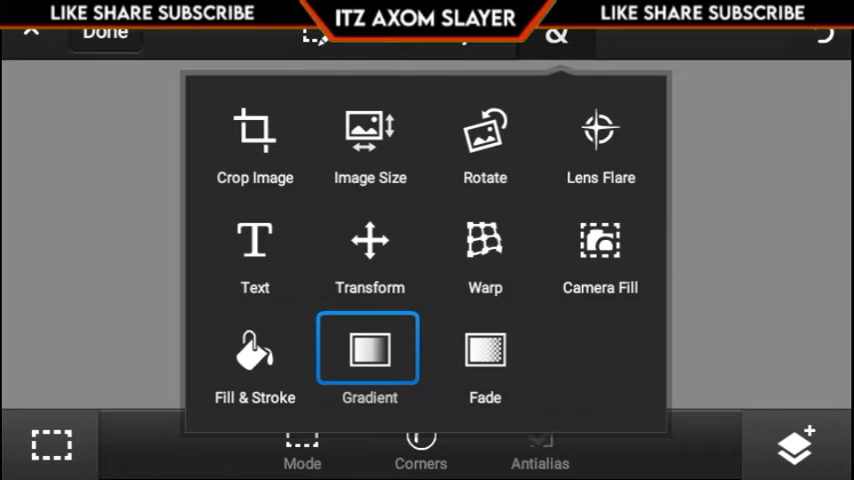 LIKE SHARE SUBSCRIBE
ITZ AXOM SLAYER
LIKE SHARE SUBSCRIBE
Done
&
Crop Image
Image Size
Rotate
Lens Flare
Text
Transform
Warp
Camera Fill
Fill & Stroke
Gradient
Fade
Mode
Corners
Antialias